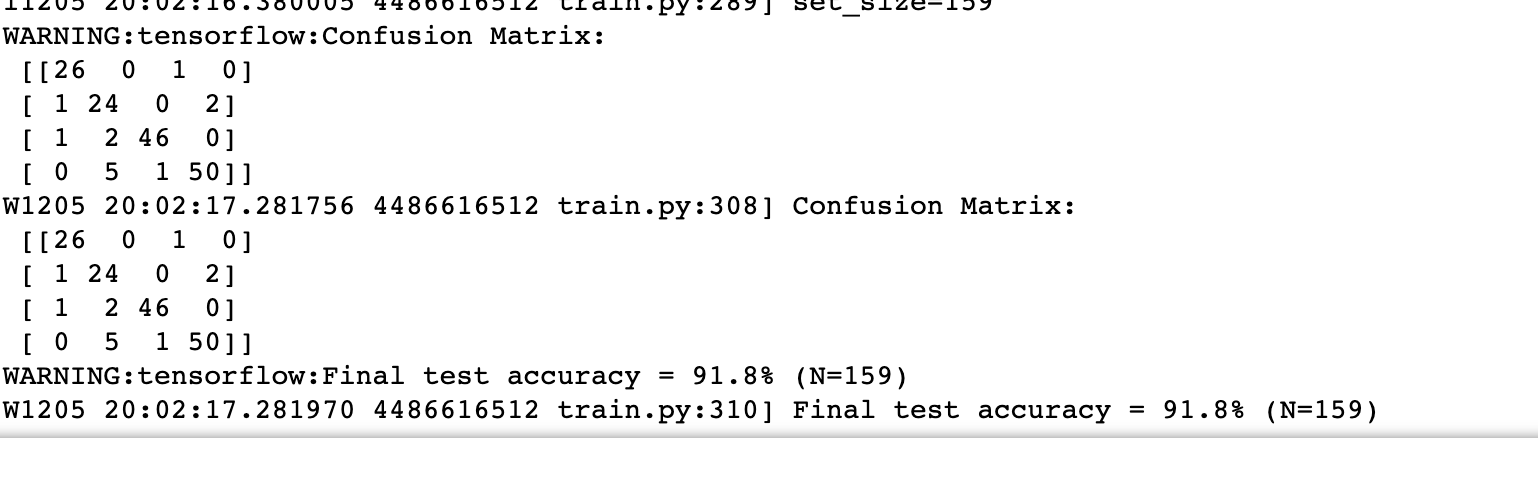 I1205 20:02:16.380005 4486616512 train.py:289] set_size=159
WARNING:tensorflow:Confusion Matrix:
[[26  0  1  0]
[ 1 24  0  2]
[ 1  2 46  0]
[ 0  5  1 50]]
W1205 20:02:17.281756 4486616512 train.py:308] Confusion Matrix:
[[26  0  1  0]
[ 1 24  0  2]
[ 1  2 46  0]
[ 0  5  1 50]]
WARNING:tensorflow:Final test accuracy = 91.8% (N=159)
W1205 20:02:17.281970 4486616512 train.py:310] Final test accuracy = 91.8% (N=159)